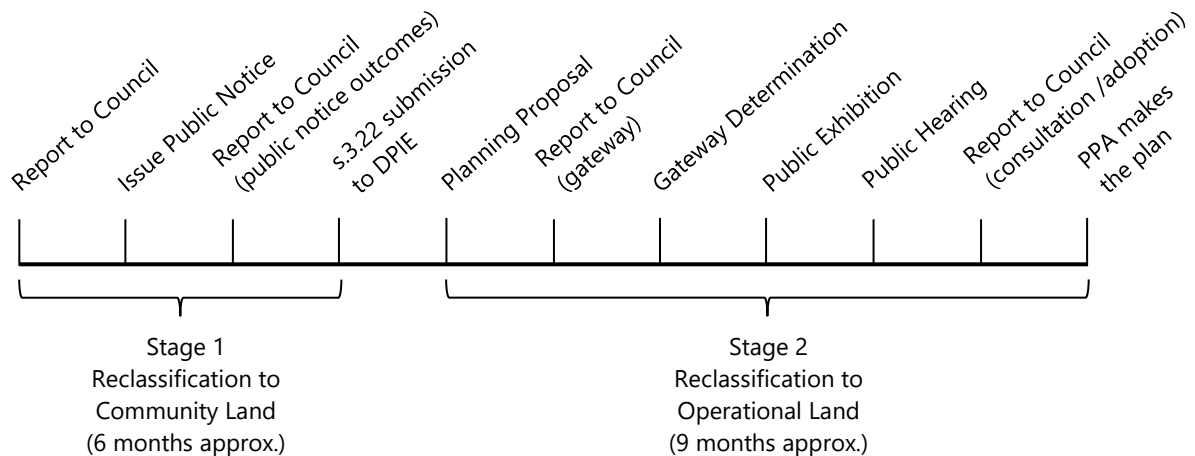 Report to Council
Issue Public Notice
Report to Council
(public notice outcomes)
s.3.22 submission
to DPIE
Planning Proposal
Report to Council
(gateway)
Gateway Determination
Public Exhibition
Public Hearing
Report to Council
(consultation /adoption)
PPA makes
the plan
Stage 1
Reclassification to
Community Land
(6 months approx.)
Stage 2
Reclassification to
Operational Land
(9 months approx.)